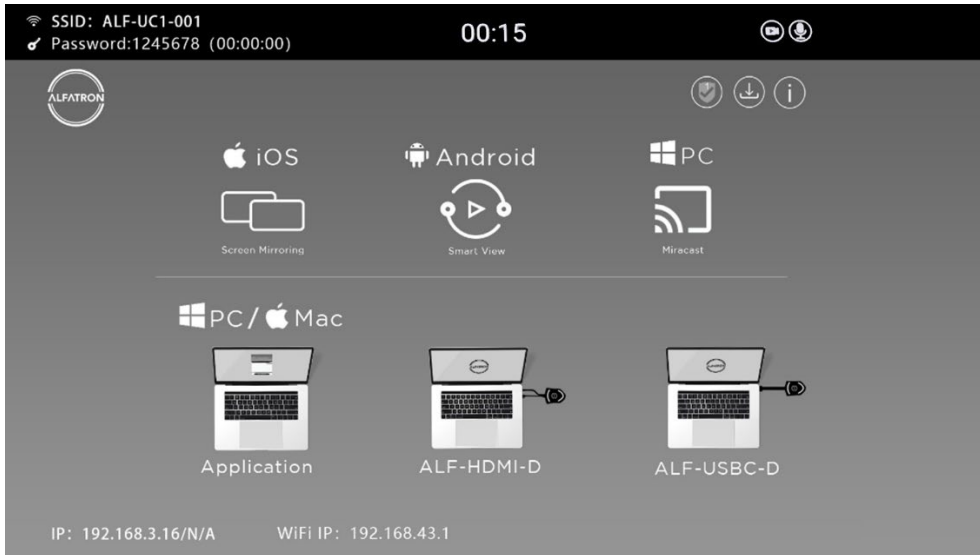 SSID: ALF-UC1-001
00:15
Password:1245678 (00:00:00)
ALFATRON
iOS
Android
PC
Screen Mirroring
Smart View
Miracast
PC/ Mac
Application
ALF-HDMI-D
ALF-USBC-D
IP: 192.168.3.16/N/A
WiFi IP: 192.168.43.1